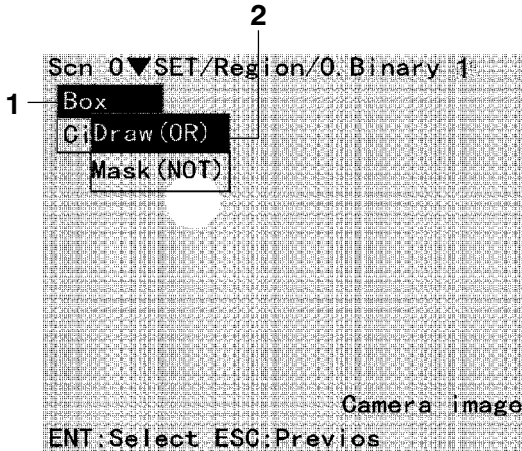 2
Scn 0▼SET/Region/0. Binary 1
1
Box
Draw(OR)
Mask(NOT)
Camera image
ENT:Select ESC:Previos